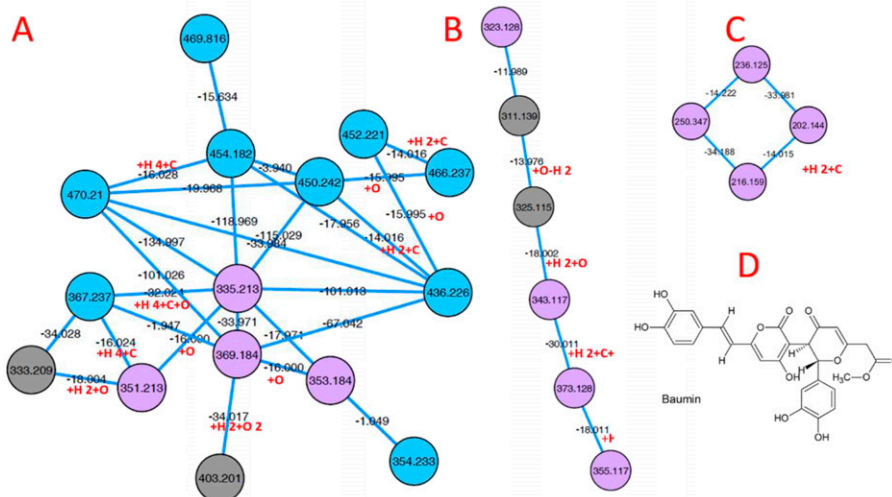 A
B
C
D
469.816
-15.634
454.182
+H 4+C
-16.028
-3.940
452.221
+H 2+C
-14.016
466.237
450.242
-15.995
+O
470.21
-19.968
-118.969
-115.029
-33.984
-17.956
-15.995
+O
-14.016
+H 2+C
-134.997
-101.026
335.213
-101.013
436.226
367.237
-32.024
+H 4+C+O
-33.971
-67.042
-34.028
-16.024
+H 4+C
-1.947
-16.000
+O
-17.971
333.209
-18.004
+H 2+O
351.213
369.184
-16.000
+O
353.184
-34.017
+H 2+O 2
-1.049
354.233
403.201
323.128
-11.989
311.139
-13.976
+O-H 2
325.115
-18.002
+H 2+O
343.117
-30.011
+H 2+C+
373.128
-18.011
355.117
236.125
-14.222
-33.981
250.347
202.144
-34.188
-14.015
+H 2+C
216.159
HO
HO
H
H
O
O
OH
O
H
H
O
O
CH₃O
HO
OH
Baumin